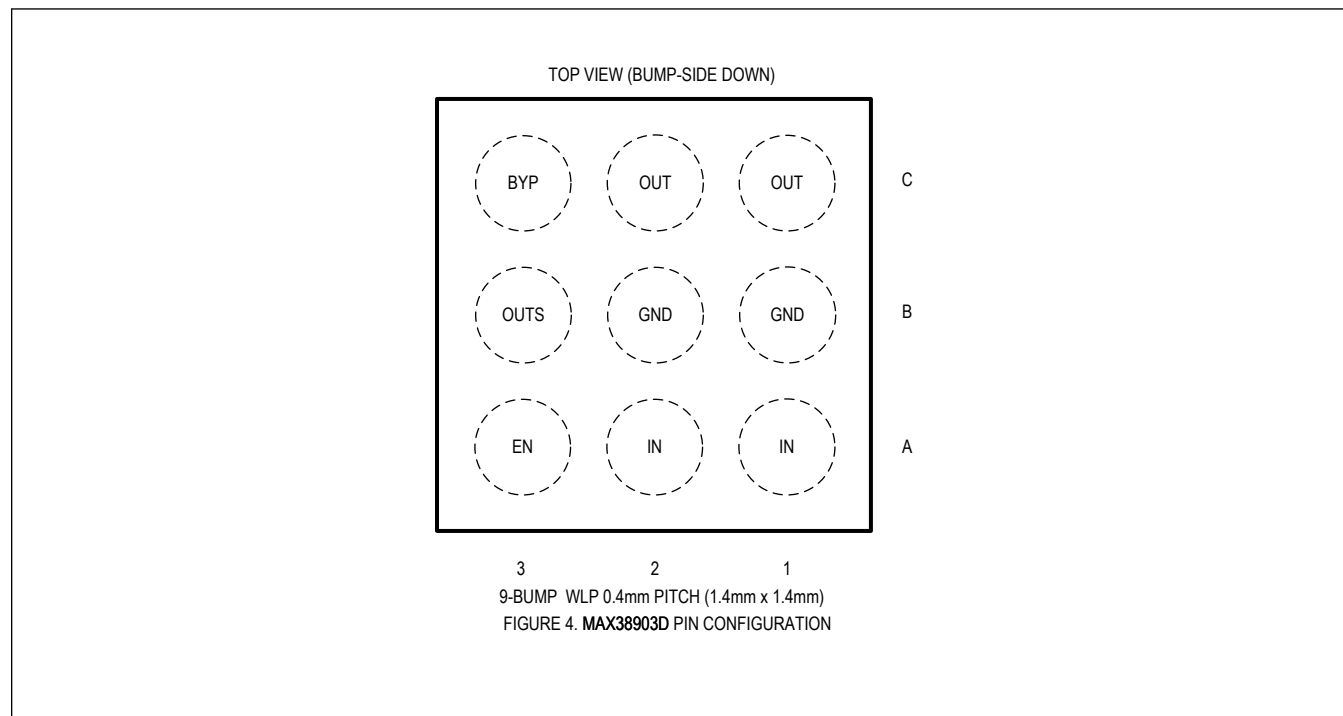 TOP VIEW (BUMP-SIDE DOWN)
BYP OUT OUT C
OUTS GND GND B
EN IN IN A
3 2 1
9-BUMP WLP 0.4mm PITCH (1.4mm x 1.4mm)
FIGURE 4. MAX38903D PIN CONFIGURATION